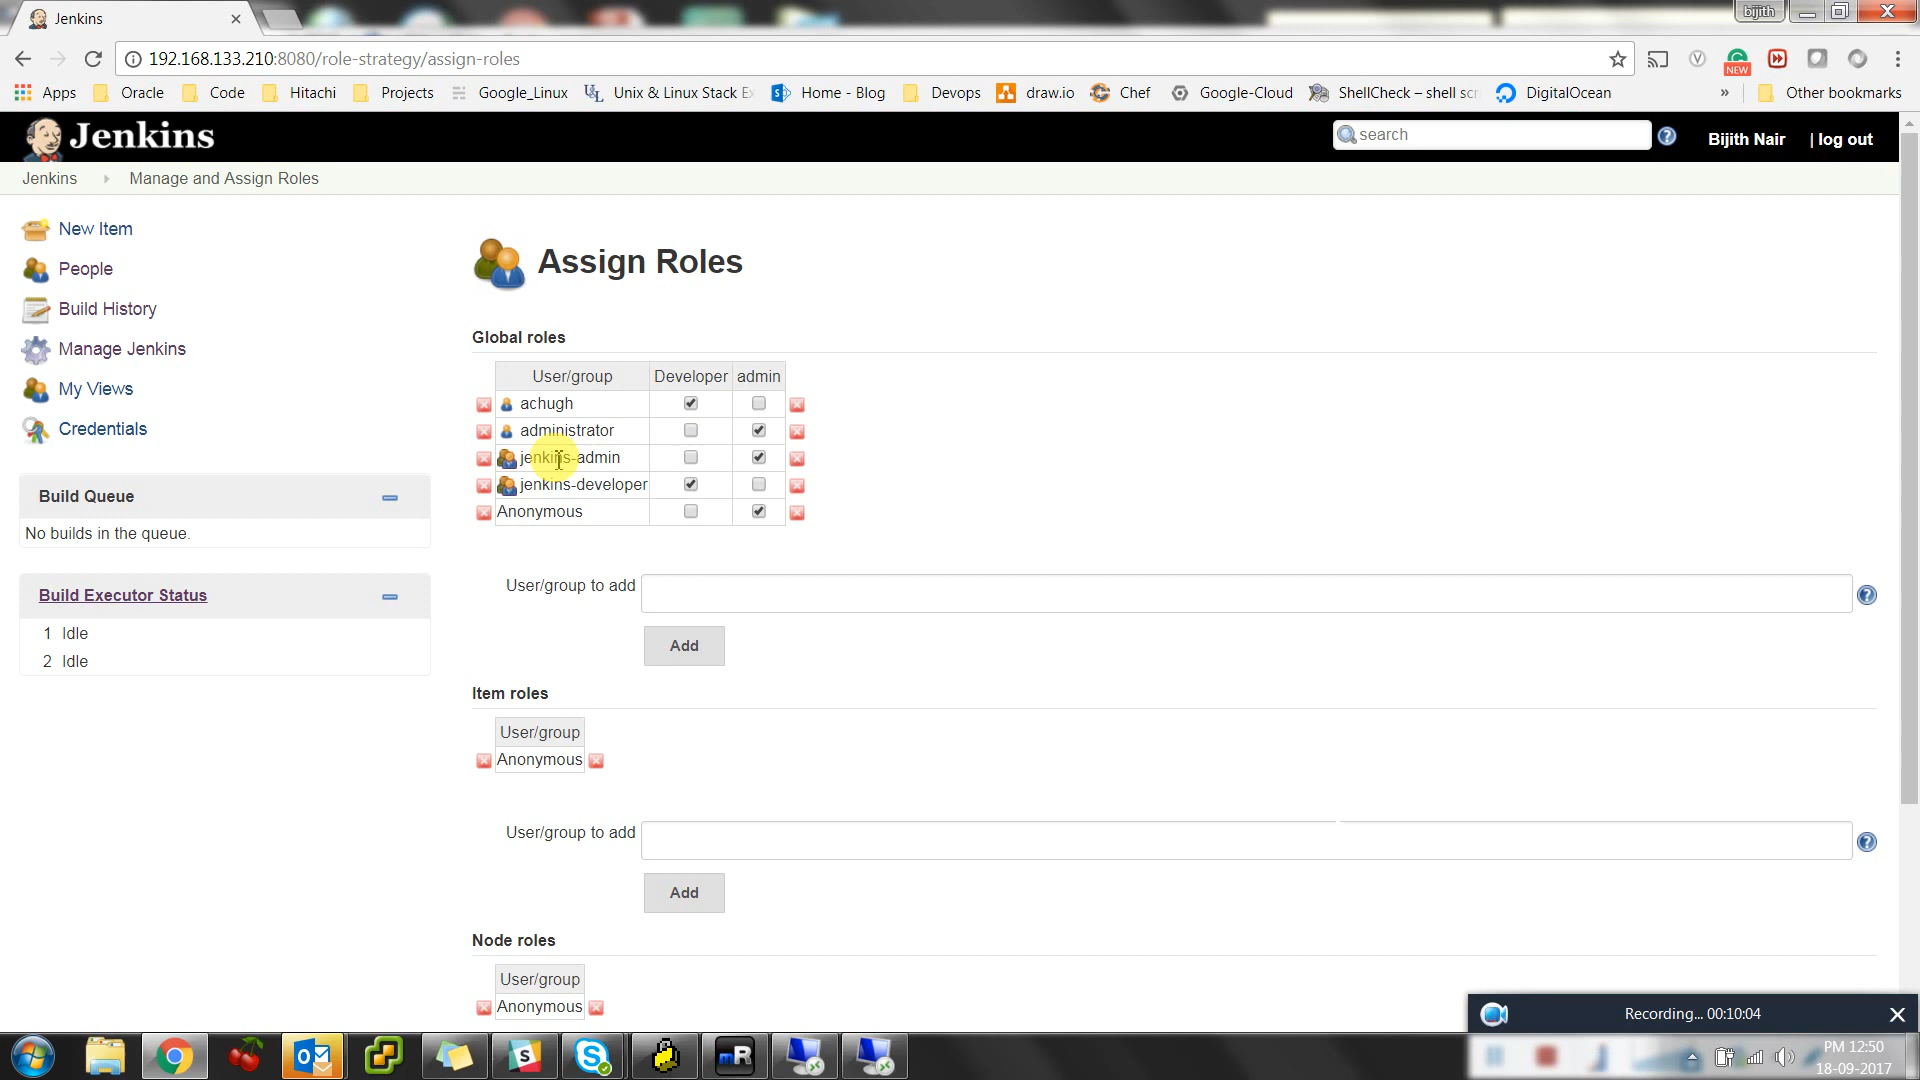 Jenkins
bijith
192.168.133.210:8080/role-strategy/assign-roles
NEW
Apps Oracle Code Hitachi Projects Google_Linux Unix & Linux Stack Ex Home - Blog Devops draw.io Chef Google-Cloud ShellCheck – shell scri DigitalOcean » Other bookmarks
Jenkins
search
Bijith Nair | log out
Jenkins Manage and Assign Roles
New Item
People
Build History
Manage Jenkins
My Views
Credentials
Build Queue
No builds in the queue.
Build Executor Status
1 Idle
2 Idle
Assign Roles
Global roles
User/group Developer admin
achugh
administrator
jenkins-admin
jenkins-developer
Anonymous
User/group to add
Add
Item roles
User/group
Anonymous
User/group to add
Add
Node roles
User/group
Anonymous
Recording... 00:10:04
PM 12:50
18-09-2017